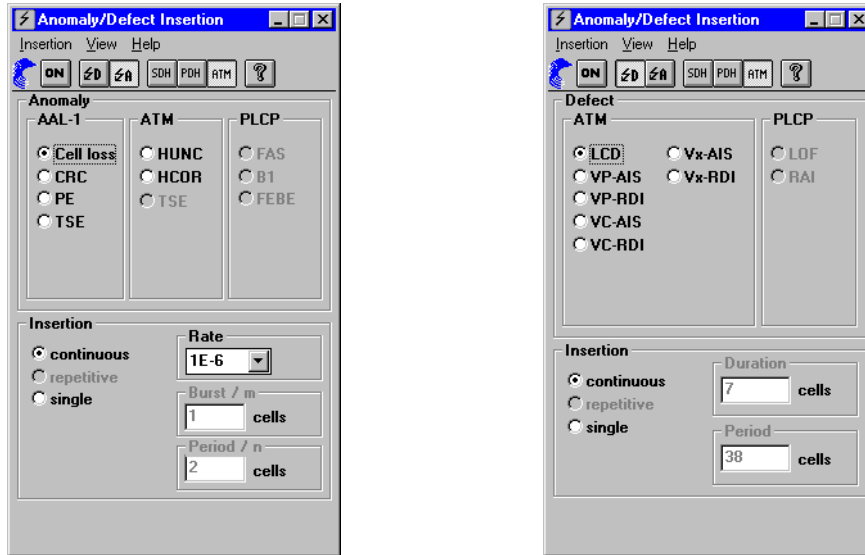 Anomaly/Defect Insertion
Insertion View Help
ON D A SDH PDH ATM ?
Anomaly
AAL-1 ATM PLCP
Cell loss HUNC FAS
CRC HCOR B1
PE TSE FEBE
TSE
Insertion
Rate
continuous 1E-6
repetitive
single
Burst / m
1 cells
Period / n
2 cells
Anomaly/Defect Insertion
Insertion View Help
ON D A SDH PDH ATM ?
Defect
ATM PLCP
LCD Vx-AIS LOF
VP-AIS Vx-RDI RAI
VP-RDI
VC-AIS
VC-RDI
Insertion
Duration
continuous 7 cells
repetitive
single
Period
38 cells